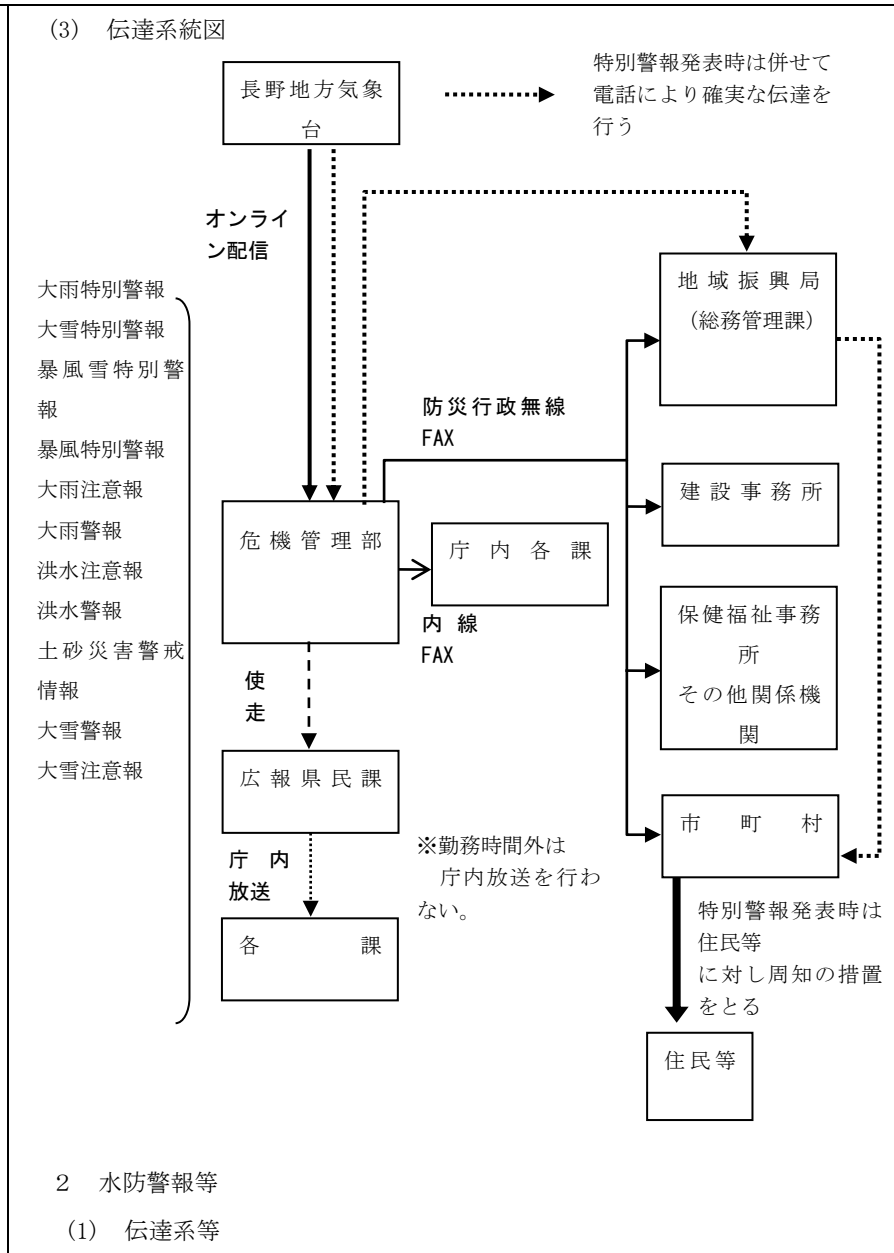 (3) 伝達系統図
長野地方気象
台
特別警報発表時は併せて
電話により確実な伝達を
行う
オンライ
ン配信
大雨特別警報
大雪特別警報
暴風雪特別警
報
暴風特別警報
大雨注意報
大雨警報
洪水注意報
洪水警報
土砂災害警戒
情報
大雪警報
大雪注意報
地域振興局
(総務管理課)
防災行政無線
FAX
建設事務所
危機管理部
庁内各課
内線
FAX
保健福祉事務
所
その他関係機
関
使
走
広報県民課
市町村
※勤務時間外は
庁内放送を行わ
ない。
庁内
放送
各課
特別警報発表時は
住民等
に対し周知の措置
をとる
住民等
2 水防警報等
(1) 伝達系等